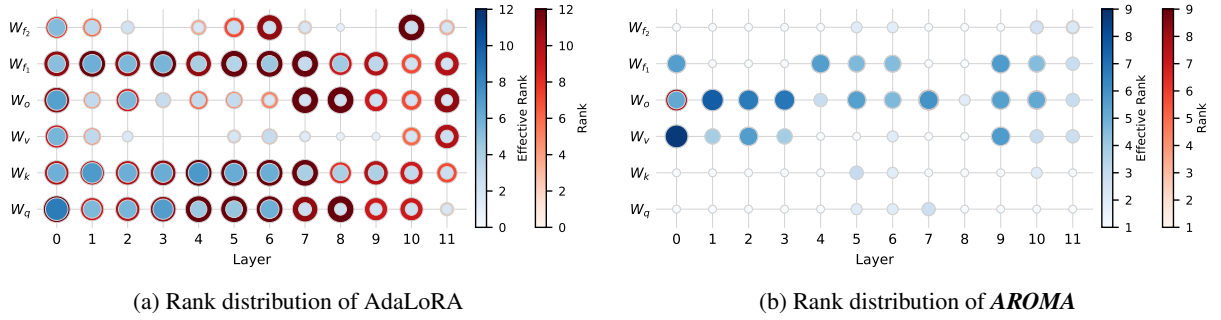 W_{f_2}
W_{f_1}
W_o
W_v
W_k
W_q
0 1 2 3 4 5 6 7 8 9 10 11
Layer
12
10
8
6
4
2
0
Effective Rank
12
10
8
6
4
2
0
Rank
(a) Rank distribution of AdaLoRA
W_{f_2}
W_{f_1}
W_o
W_v
W_k
W_q
0 1 2 3 4 5 6 7 8 9 10 11
Layer
9
8
7
6
5
4
3
2
1
Effective Rank
9
8
7
6
5
4
3
2
1
Rank
(b) Rank distribution of AROMA